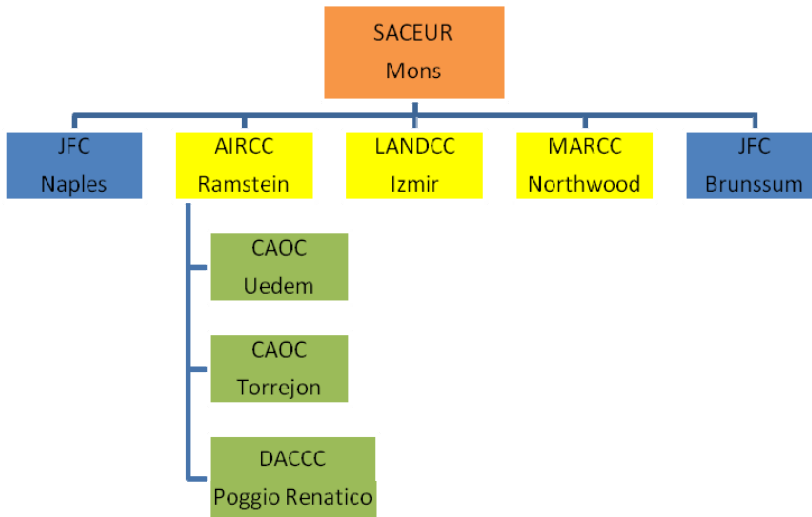 SACEUR
Mons
JFC
Naples
AIRCC
Ramstein
LANDCC
Izmir
MARCC
Northwood
JFC
Brunssum
CAOC
Uedem
CAOC
Torrejon
DACCC
Poggio Renatico